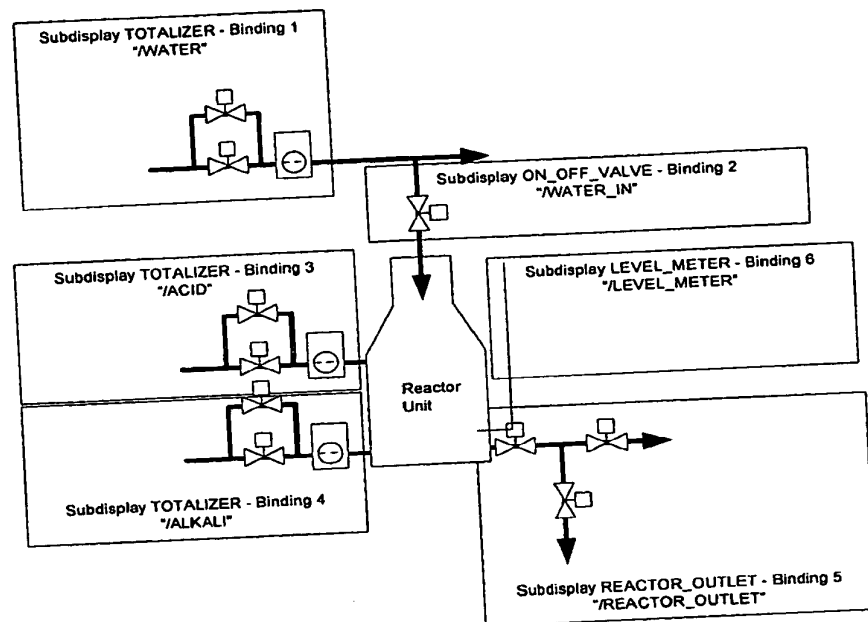 Subdisplay TOTALIZER - Binding 1
"/WATER"
Subdisplay ON_OFF_VALVE - Binding 2
"/WATER_IN"
Subdisplay TOTALIZER - Binding 3
"/ACID"
Subdisplay LEVEL_METER - Binding 6
"/LEVEL_METER"
Reactor
Unit
Subdisplay TOTALIZER - Binding 4
"/ALKALI"
Subdisplay REACTOR_OUTLET - Binding 5
"/REACTOR_OUTLET"